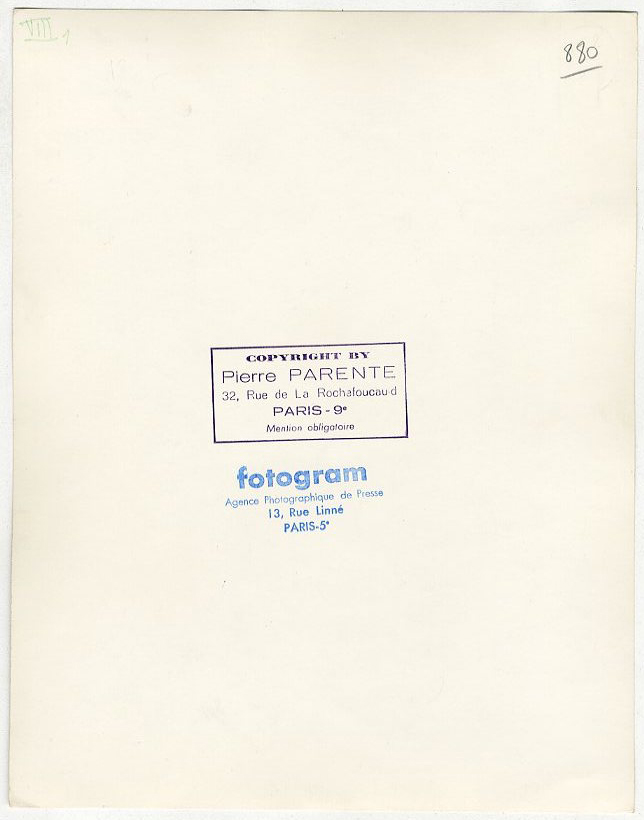 VIII 1
880
COPYRIGHT BY
Pierre PARENTE
32, Rue de La Rochefoucaud
PARIS - 9e
Mention obligatoire
fotogram
Agence Photographique de Presse
13, Rue Linné
PARIS-5e